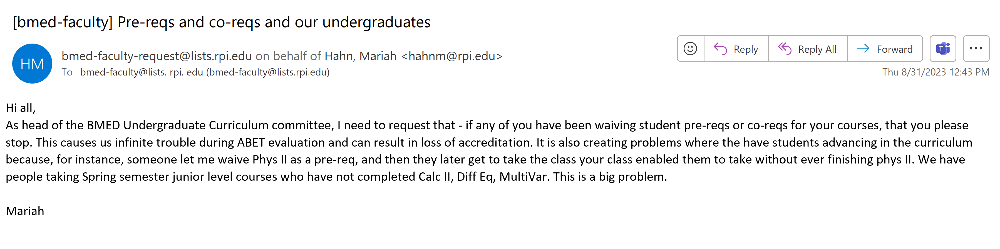 [bmed-faculty] Pre-reqs and co-reqs and our undergraduates
HM
bmed-faculty-request@lists.rpi.edu on behalf of Hahn, Mariah <hahnm@rpi.edu>
To bmed-faculty@lists. rpi. edu (bmed-faculty@lists.rpi.edu)
Reply
Reply All
Forward
Thu 8/31/2023 12:43 PM
Hi all,
As head of the BMED Undergraduate Curriculum committee, I need to request that - if any of you have been waiving student pre-reqs or co-reqs for your courses, that you please
stop. This causes us infinite trouble during ABET evaluation and can result in loss of accreditation. It is also creating problems where the have students advancing in the curriculum
because, for instance, someone let me waive Phys II as a pre-req, and then they later get to take the class your class enabled them to take without ever finishing phys II. We have
people taking Spring semester junior level courses who have not completed Calc II, Diff Eq, MultiVar. This is a big problem.
Mariah